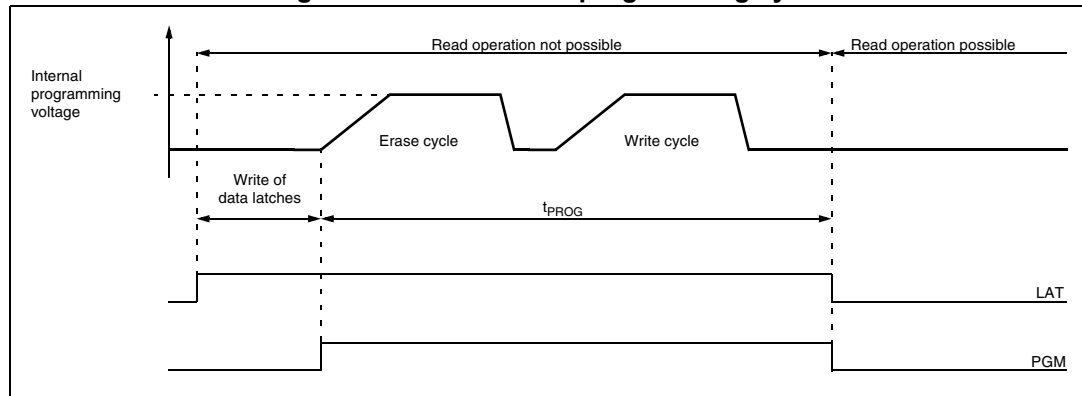 Read operation not possible
Read operation possible
Internal
programming
voltage
Erase cycle
Write cycle
Write of
data latches
tPROG
LAT
PGM